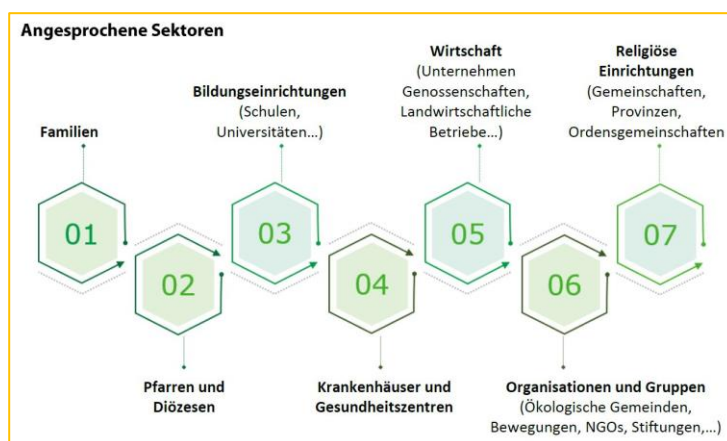 Angesprochene Sektoren
Familien
01
Pfarren und
Diözesen
02
Bildungseinrichtungen
(Schulen,
Universitäten...)
03
Krankenhäuser und
Gesundheitszentren
04
Wirtschaft
(Unternehmen
Genossenschaften,
Landwirtschaftliche
Betriebe...)
05
Organisationen und Gruppen
(Ökologische Gemeinden,
Bewegungen, NGOs, Stiftungen,...)
06
Religiöse
Einrichtungen
(Gemeinschaften,
Provinzen,
Ordensgemeinschaften
07